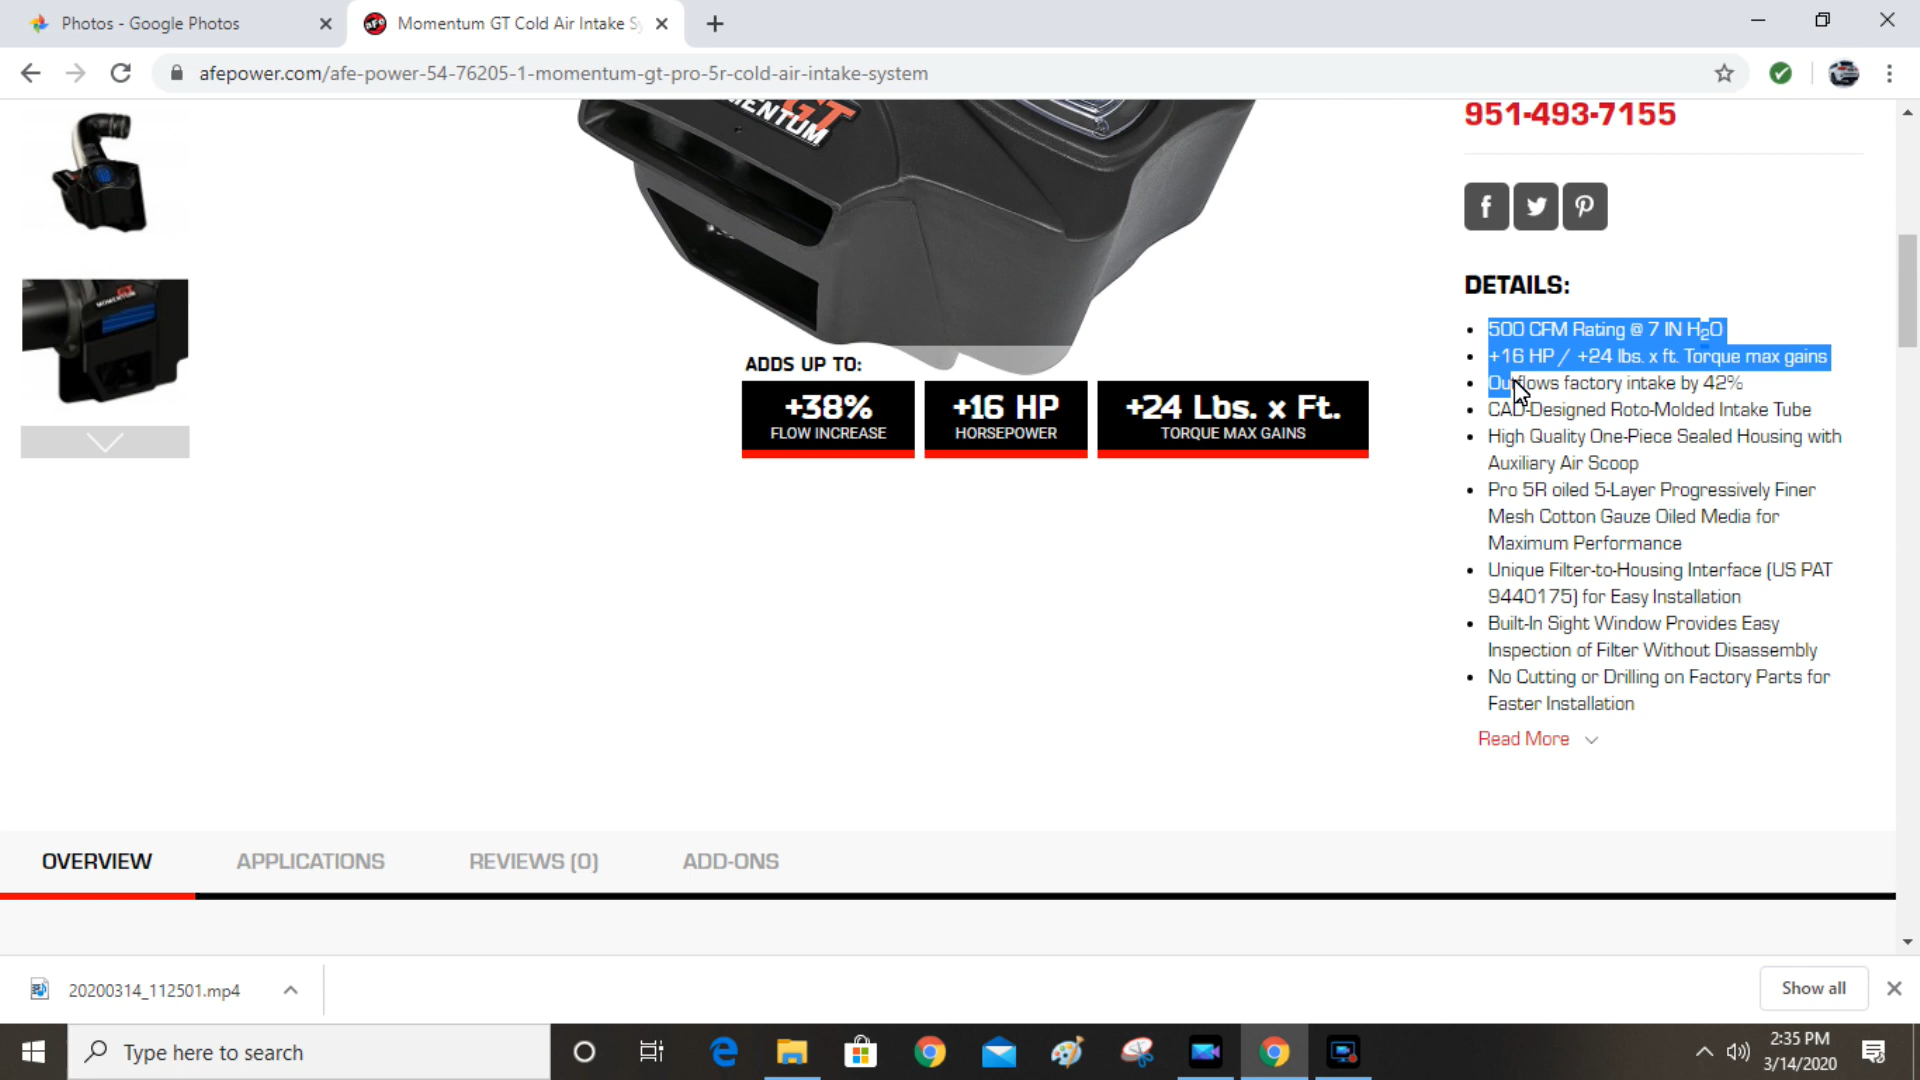 Photos - Google Photos
Momentum GT Cold Air Intake S
afepower.com/afe-power-54-76205-1-momentum-gt-pro-5r-cold-air-intake-system
951-493-7155
MOMENTUM
GT
DETAILS:
500 CFM Rating @ 7 IN H2O
+16 HP / +24 lbs. x ft. Torque max gains
Outflows factory intake by 42%
CAD-Designed Roto-Molded Intake Tube
High Quality One-Piece Sealed Housing with
Auxiliary Air Scoop
Pro 5R oiled 5-Layer Progressively Finer
Mesh Cotton Gauze Oiled Media for
Maximum Performance
Unique Filter-to-Housing Interface (US PAT
9440175) for Easy Installation
Built-In Sight Window Provides Easy
Inspection of Filter Without Disassembly
No Cutting or Drilling on Factory Parts for
Faster Installation
Read More
ADDS UP TO:
+38%
FLOW INCREASE
+16 HP
HORSEPOWER
+24 Lbs. x Ft.
TORQUE MAX GAINS
OVERVIEW APPLICATIONS REVIEWS (0) ADD-ONS
20200314_112501.mp4
Show all
Type here to search
2:35 PM
3/14/2020